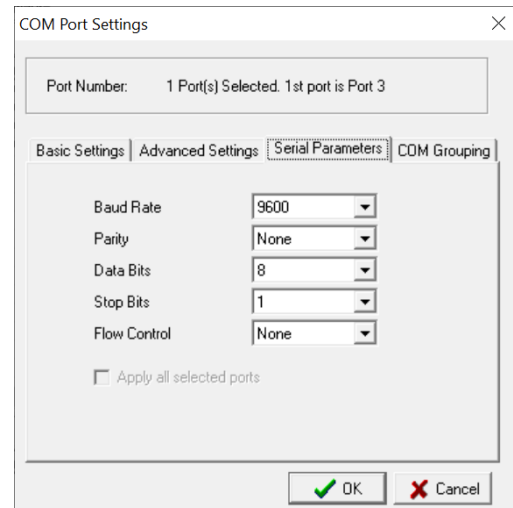 COM Port Settings
Port Number: 1 Port(s) Selected. 1st port is Port 3
Basic Settings Advanced Settings Serial Parameters COM Grouping
Baud Rate 9600
Parity None
Data Bits 8
Stop Bits 1
Flow Control None
Apply all selected ports
OK Cancel